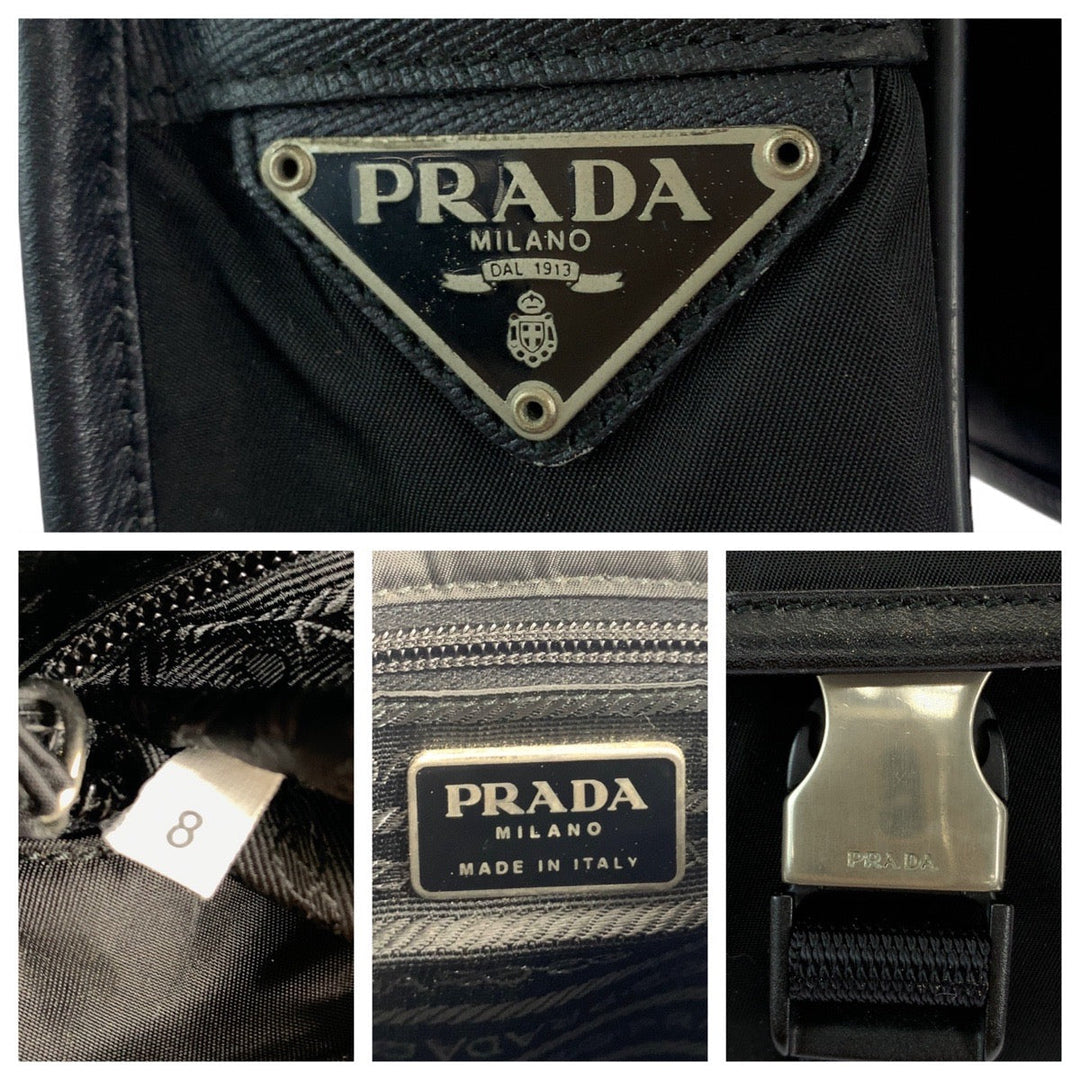 PRADA
MILANO
DAL 1913
8
PRADA
MILANO
MADE IN ITALY
PRADA